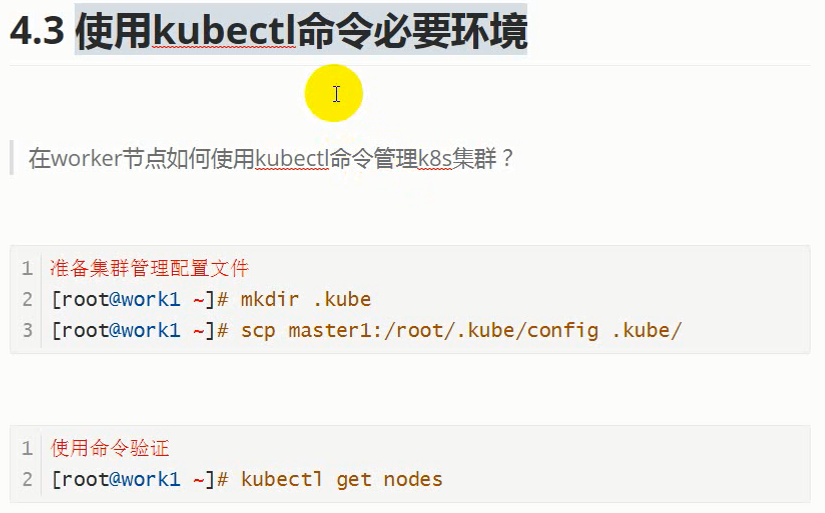 4.3 使用kubectl命令必要环境
在worker节点如何使用kubectl命令管理k8s集群？
1 准备集群管理配置文件
2 [root@work1 ~]# mkdir .kube
3 [root@work1 ~]# scp master1:/root/.kube/config .kube/
1 使用命令验证
2 [root@work1 ~]# kubectl get nodes